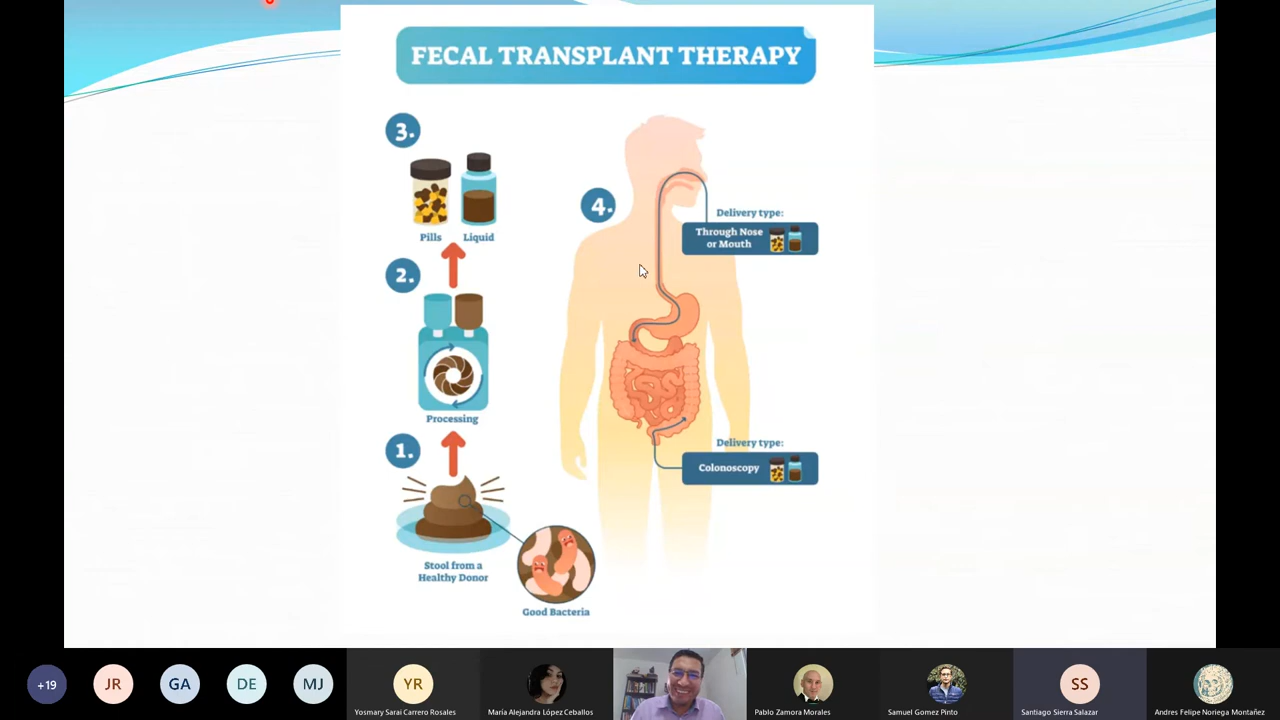 FECAL TRANSPLANT THERAPY
3.
Pills
Liquid
2.
Processing
1.
Stool from a
Healthy Donor
Good Bacteria
4.
Delivery type:
Through Nose
or Mouth
Delivery type:
Colonoscopy
+19
JR
GA
DE
MJ
YR
Yosmary Sarai Carrero Rosales
María Alejandra López Ceballos
Pablo Zamora Morales
Samuel Gomez Pinto
SS
Santiago Sierra Salazar
Andres Felipe Noriega Montañez